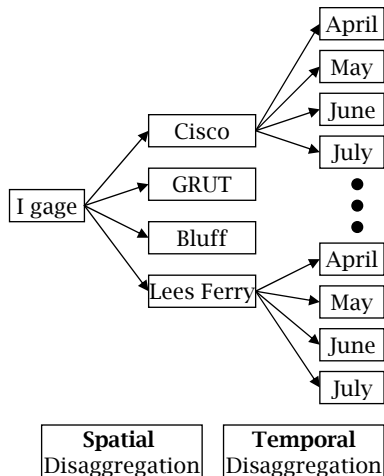 April
May
June
July
Cisco
GRUT
I gage
Bluff
Lees Ferry
April
May
June
July
Spatial
Disaggregation
Temporal
Disaggregation